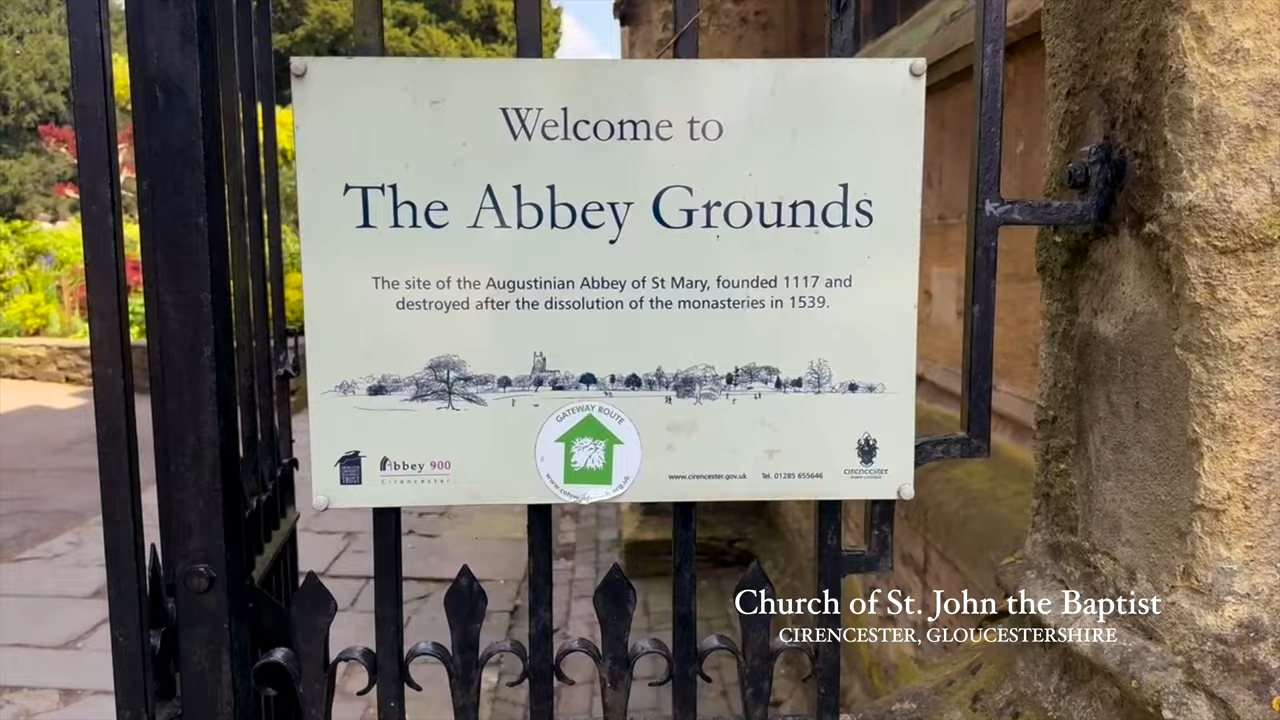 Welcome to
The Abbey Grounds
The site of the Augustinian Abbey of St Mary, founded 1117 and
destroyed after the dissolution of the monasteries in 1539.
GATEWAY ROUTE
Abbey 900
Cirencester
www.cirencester.gov.uk Tel. 01285 655646
cirencester
Church of St. John the Baptist
CIRENCESTER, GLOUCESTERSHIRE